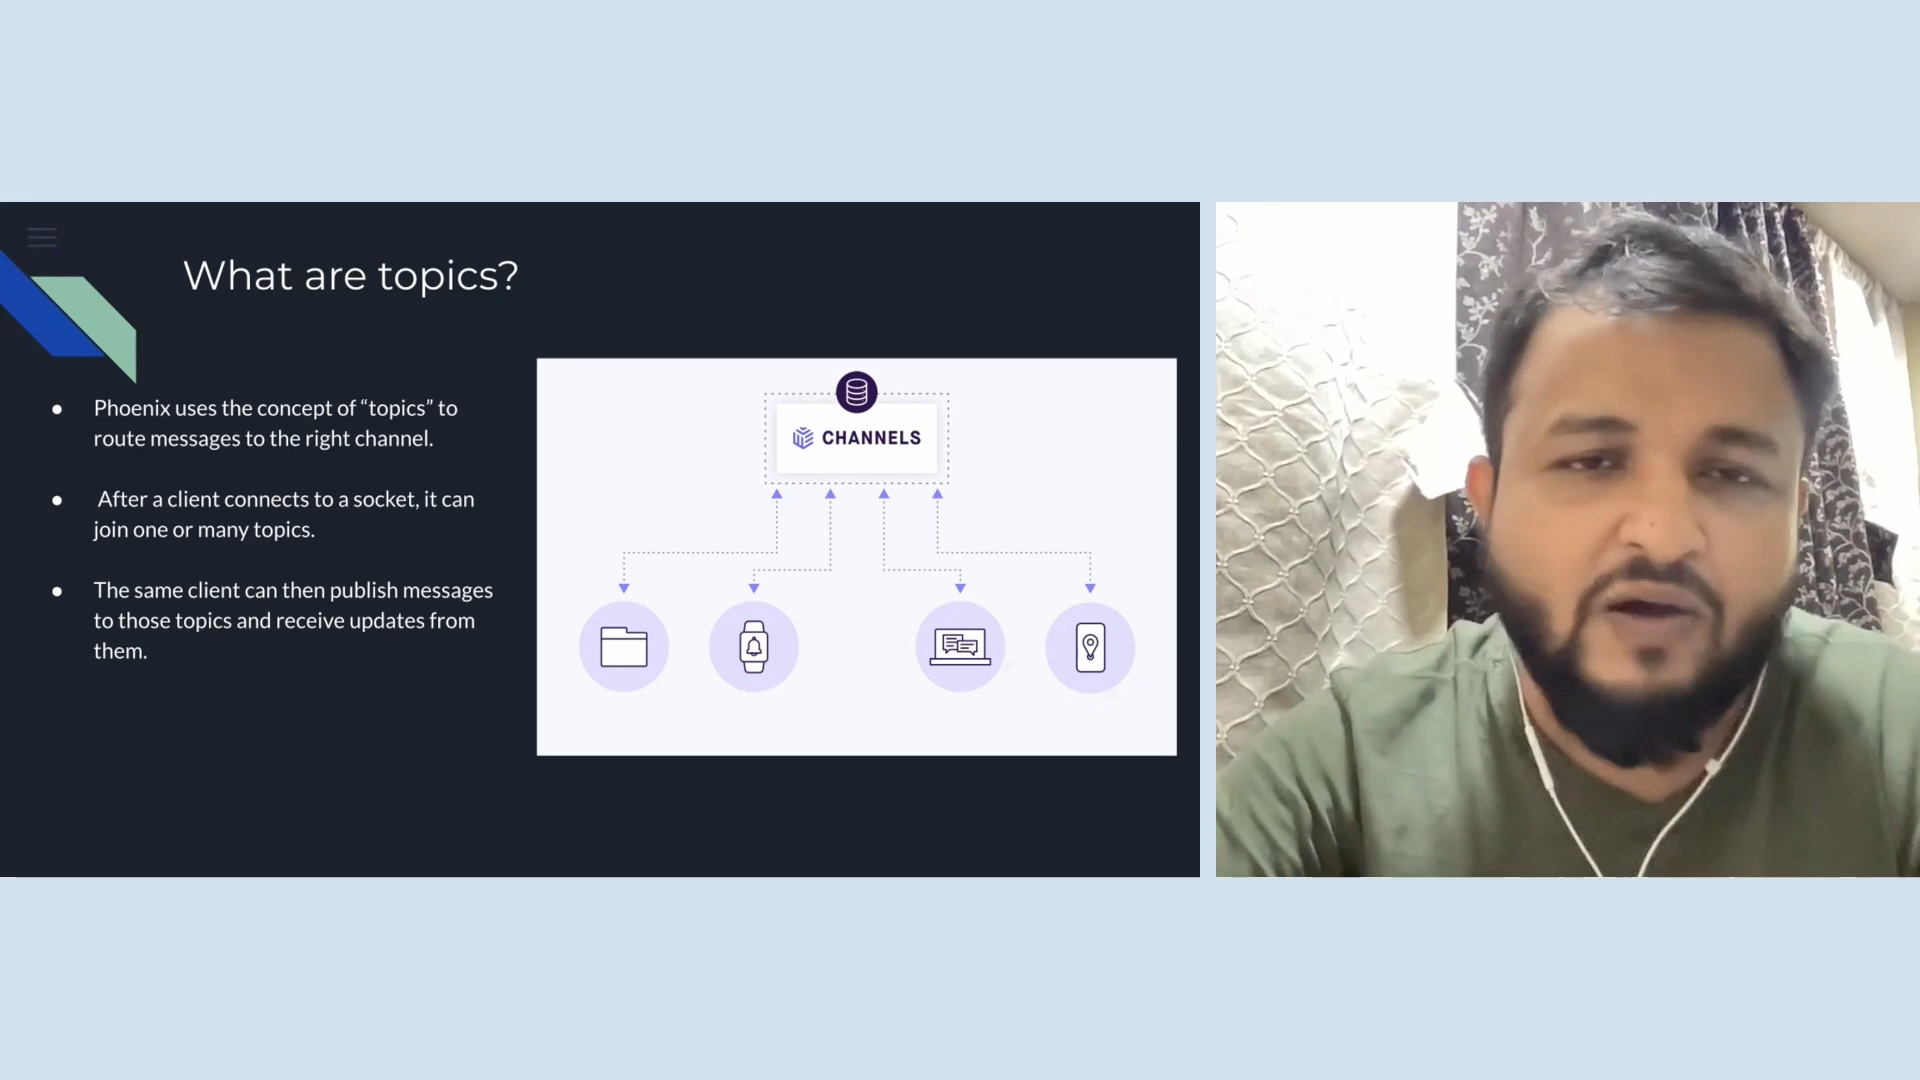 What are topics?
● Phoenix uses the concept of “topics” to
route messages to the right channel.
● After a client connects to a socket, it can
join one or many topics.
● The same client can then publish messages
to those topics and receive updates from
them.
CHANNELS